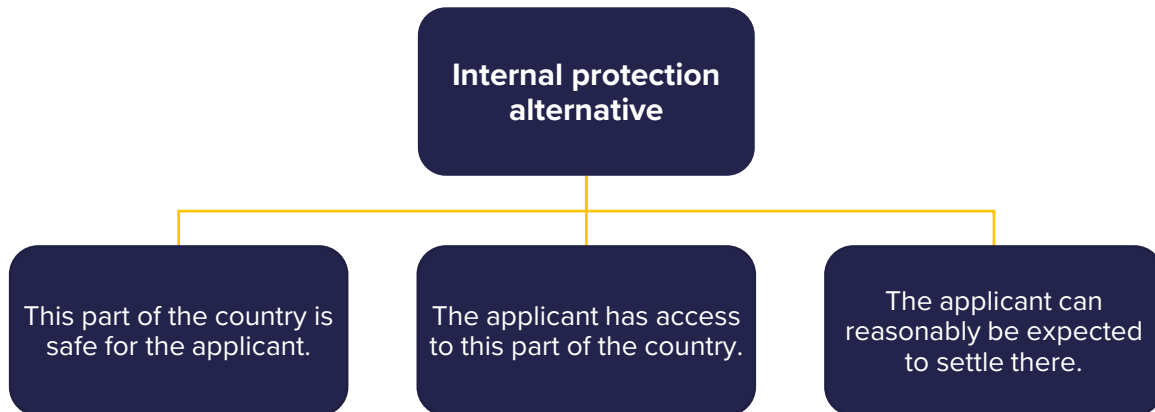 Internal protection
alternative
This part of the country is
safe for the applicant.
The applicant has access
to this part of the country.
The applicant can
reasonably be expected
to settle there.